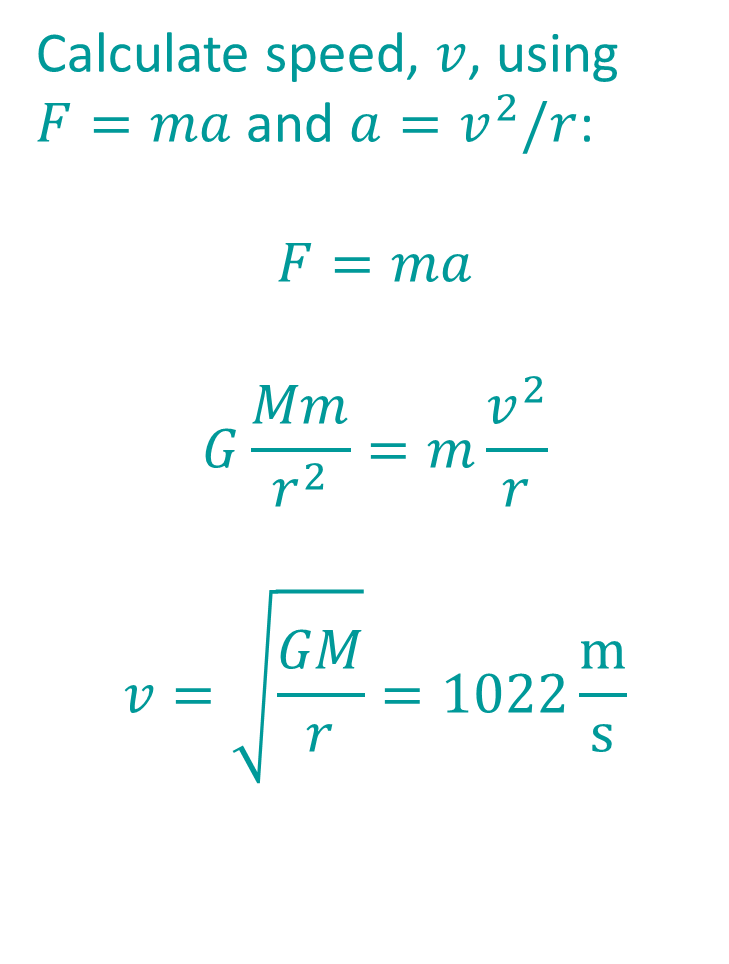 Calculate speed, 𝑣, using
𝐹 = 𝑚𝑎 and 𝑎 = 𝑣²/𝑟:
𝐹 = 𝑚𝑎
𝐺 𝑀𝑚/𝑟² = 𝑚 𝑣²/𝑟
𝑣 = √(𝐺𝑀/𝑟) = 1022 m/s